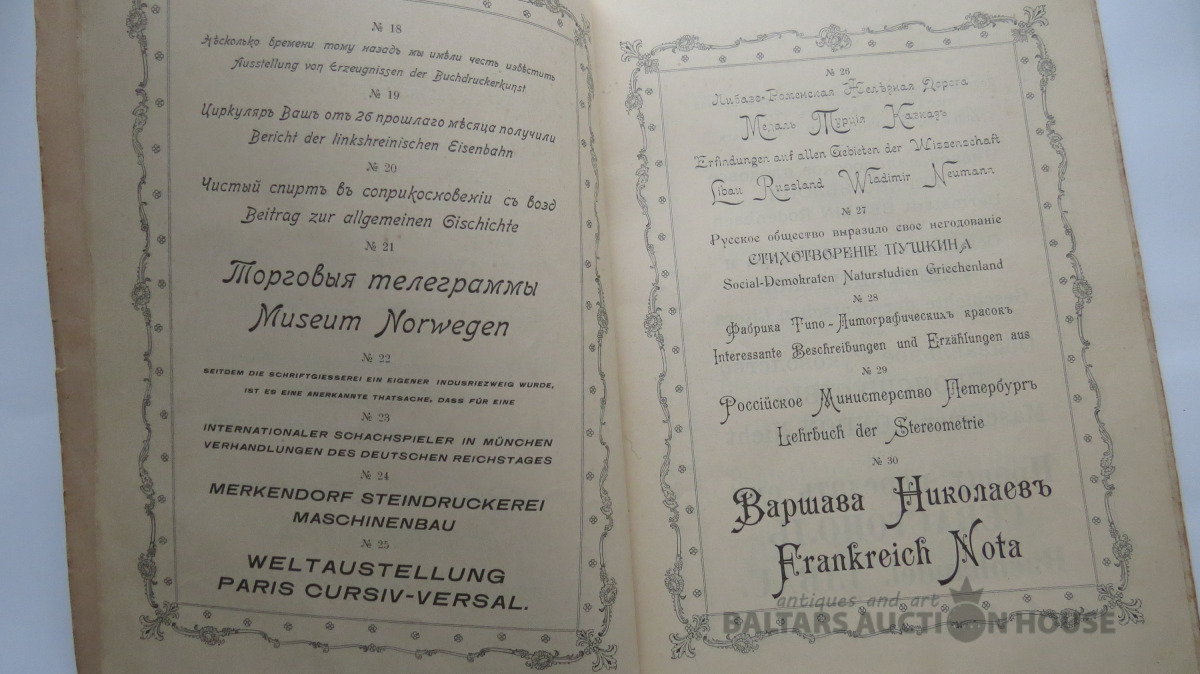 № 18
Нѣсколько времени тому назадъ мы имѣли честь извѣстить
Ausstellung von Erzeugnissen der Buchdruckerkunst
№ 19
Циркуляръ Вашъ отъ 26 прошлаго мѣсяца получили
Bericht der linkshreinischen Eisenbahn
№ 20
Чистый спиртъ въ соприкосновеніи съ возд
Beitrag zur allgemeinen Gischichte
№ 21
Торговыя телеграммы
Museum Norwegen
№ 22
SEITDEM DIE SCHRIFTGIESSEREI EIN EIGENER INDUSRIEZWEIG WURDE,
IST ES EINE ANERKANNTE THATSACHE, DASS FÜR EINE
№ 23
INTERNATIONALER SCHACHSPIELER IN MÜNCHEN
VERHANDLUNGEN DES DEUTSCHEN REICHSTAGES
№ 24
MERKENDORF STEINDRUCKEREI
MASCHINENBAU
№ 25
WELTAUSTELLUNG
PARIS CURSIV-VERSAL.
№ 26
Либаво-Роменская Желѣзная Дорога
Медаль Турція Казнарь
Erfindungen auf allen Gebieten der Wissenschaft
Libau Russland Wladimir Neumann
№ 27
Русское общество выразило свое негодованіе
СТИХОТВОРЕНІЕ ПУШКИНА
Social-Demokraten Naturstudien Griechenland
№ 28
Фабрика Типо-Литографическихъ красокъ
Interessante Beschreibungen und Erzählungen aus
№ 29
Россійское Министерство Петербургъ
Lehrbuch der Stereometrie
№ 30
Варшава Николаевъ
Frankreich Nota
antiques and art
BALTARS AUCTION HOUSE